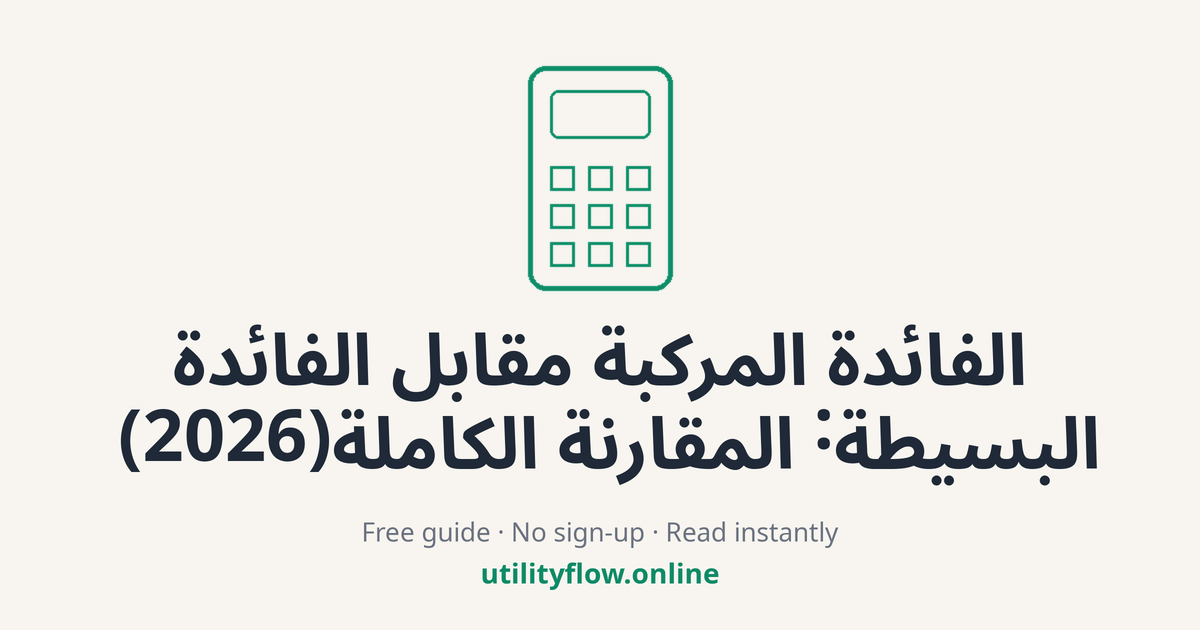 الفائدة المركبة مقابل الفائدة
البسيطة: المقارنة الكاملة(2026)
Free guide · No sign-up · Read instantly
utilityflow.online